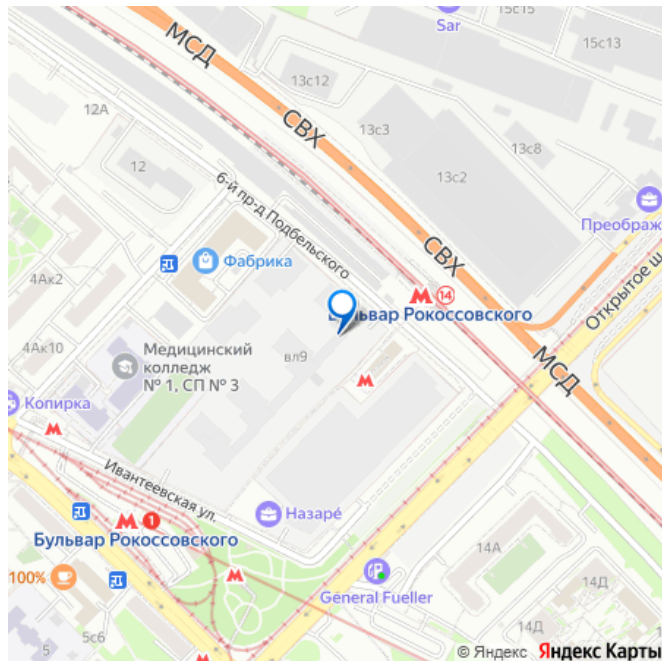 Sar
15с15
15с13
МСД
13с12
СВХ
13с3
12А
13с8
12
13с2
6-й пр-д Подбельского
Преображ
4Ак2
Фабрика
СВХ
14
Бульвар Рокоссовского
Открытое ш
4Ак10
Медицинский
колледж
№ 1, СП № 3
вл9
МСД
Копирка
Ивантеевская ул.
Назаре́
1
Бульвар Рокоссовского
14А
100%
General Fueller
14Д
14Д
5с6
5
© Яндекс Яндекс Карты